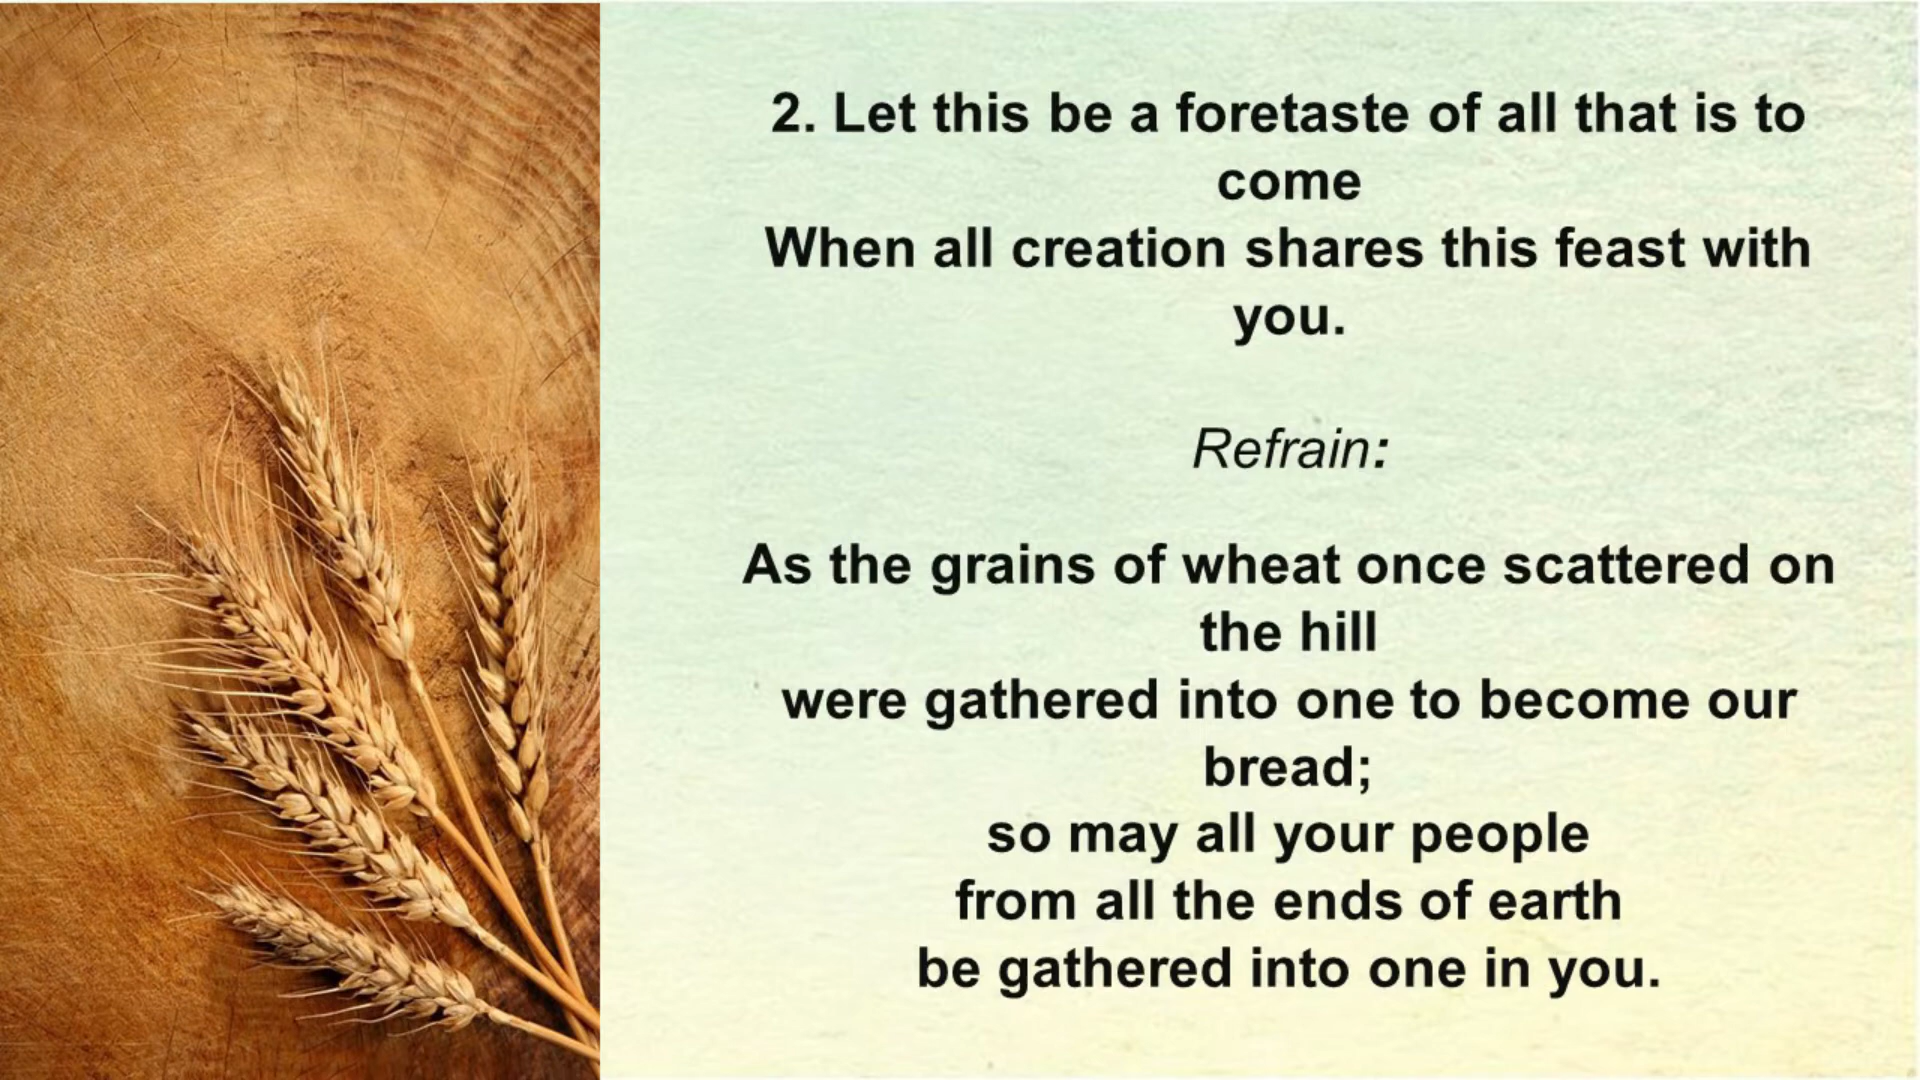 2. Let this be a foretaste of all that is to
come
When all creation shares this feast with
you.
Refrain:
As the grains of wheat once scattered on
the hill
were gathered into one to become our
bread;
so may all your people
from all the ends of earth
be gathered into one in you.